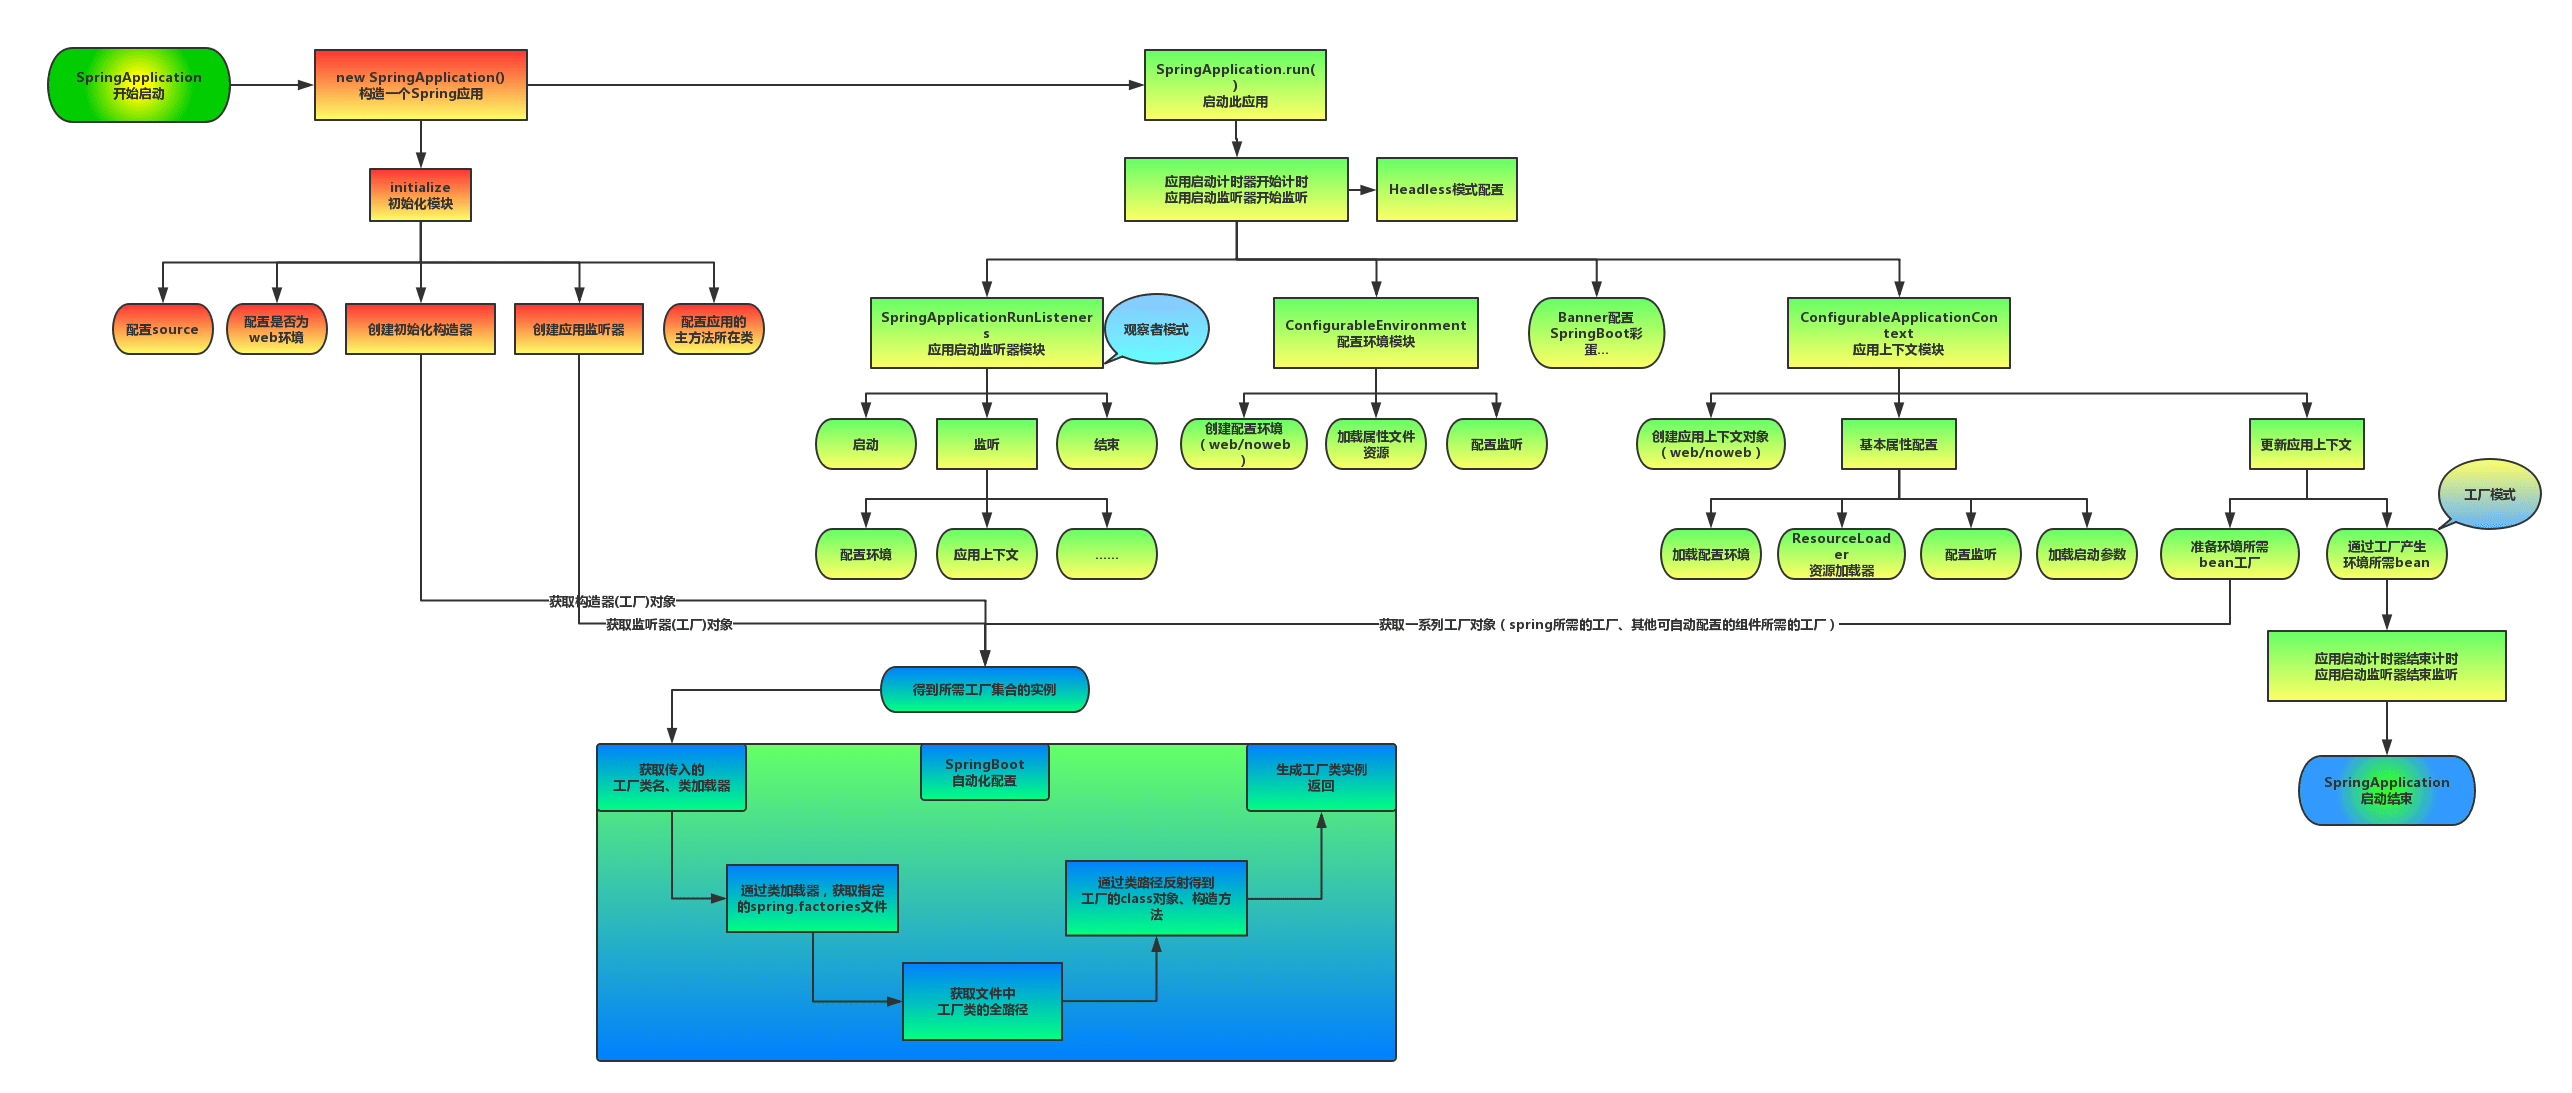 SpringApplication
开始启动
new SpringApplication()
构造一个Spring应用
SpringApplication.run(
)
启动此应用
initialize
初始化模块
应用启动计时器开始计时
应用启动监听器开始监听
Headless模式配置
配置source
配置是否为
web环境
创建初始化构造器
创建应用监听器
配置应用的
主方法所在类
SpringApplicationRunListener
s
应用启动监听器模块
观察者模式
ConfigurableEnvironment
配置环境模块
Banner配置
SpringBoot彩
蛋...
ConfigurableApplicationCon
text
应用上下文模块
启动
监听
结束
创建配置环境
（web/noweb
）
加载属性文件
资源
配置监听
创建应用上下文对象
（web/noweb）
基本属性配置
更新应用上下文
工厂模式
配置环境
应用上下文
......
加载配置环境
ResourceLoad
er
资源加载器
配置监听
加载启动参数
准备环境所需
bean工厂
通过工厂产生
环境所需bean
获取构造器(工厂)对象
获取监听器(工厂)对象
获取一系列工厂对象（spring所需的工厂、其他可自动配置的组件所需的工厂）
应用启动计时器结束计时
应用启动监听器结束监听
得到所需工厂集合的实例
获取传入的
工厂类名、类加载器
SpringBoot
自动化配置
生成工厂类实例
返回
SpringApplication
启动结束
通过类加载器，获取指定
的spring.factories文件
通过类路径反射得到
工厂的class对象、构造方
法
获取文件中
工厂类的全路径